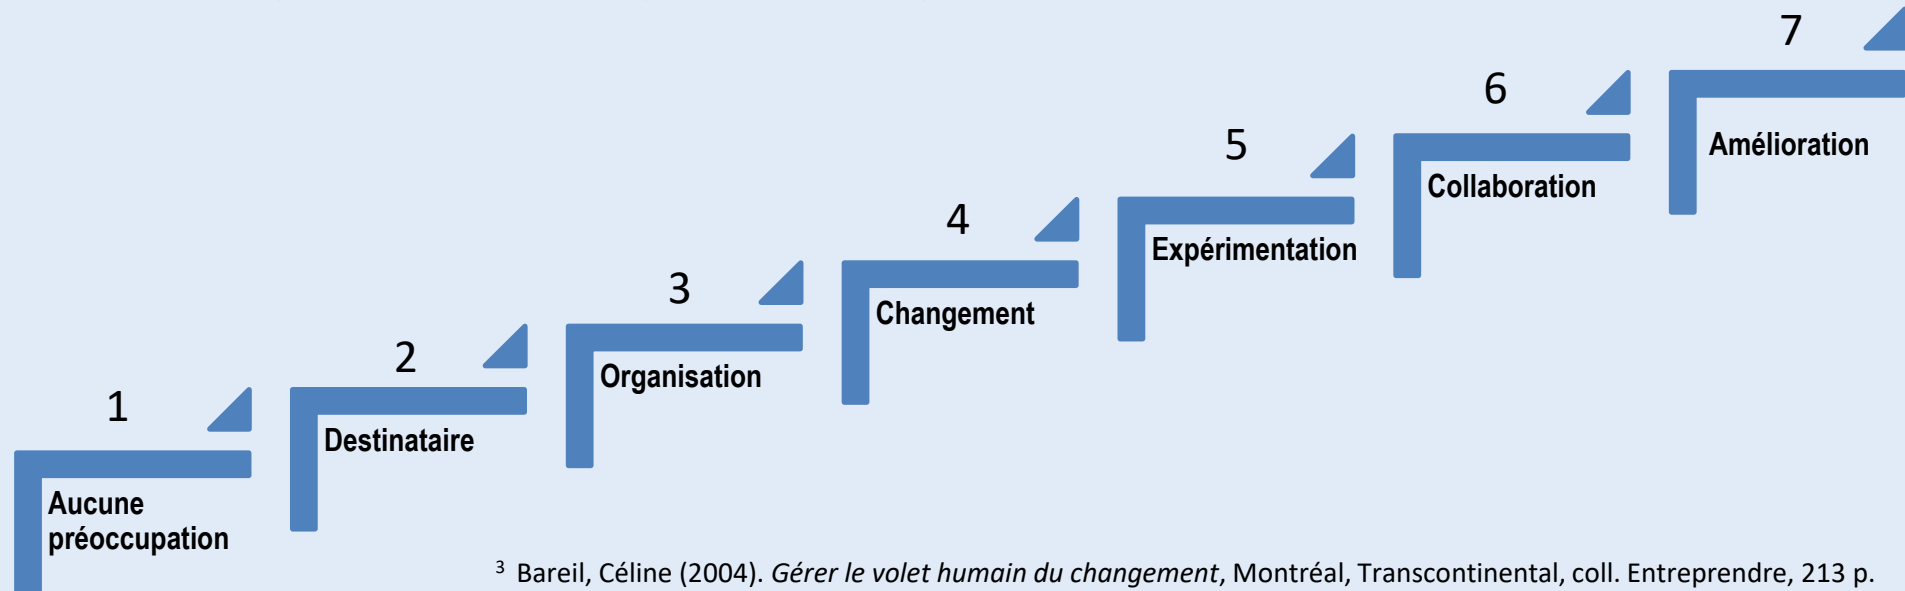 1
Aucune
préoccupation
2
Destinataire
3
Organisation
4
Changement
5
Expérimentation
6
Collaboration
7
Amélioration
3 Bareil, Céline (2004). Gérer le volet humain du changement, Montréal, Transcontinental, coll. Entreprendre, 213 p.